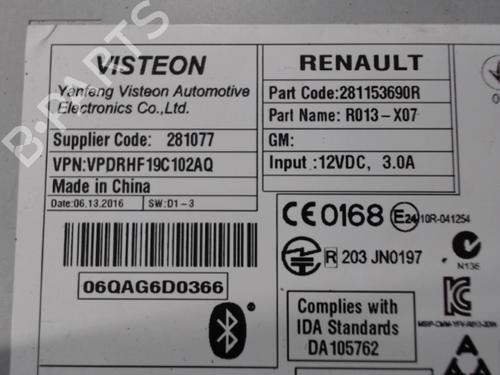 VISTEON
Yanfeng Visteon Automotive
Electronics Co.,Ltd.
Supplier Code: 281077
VPN:VPDRHF19C102AQ
Made in China
Date:06.13.2016 SW:D1-3
06QAG6D0366
RENAULT
Part Code:281153690R
Part Name: R013-X07
GM:
Input:12VDC, 3.0A
CE0168 E24 10R-041254
R 203 JN0197
N136
Complies with
IDA Standards
DA105762
B-PARTS